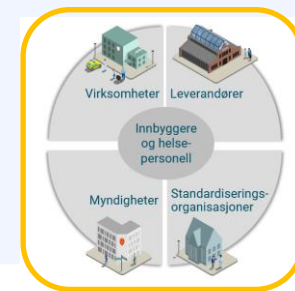 Virksomheter
Leverandører
Innbyggere
og helse-
personell
Myndigheter
Standardiserings-
organisasjoner